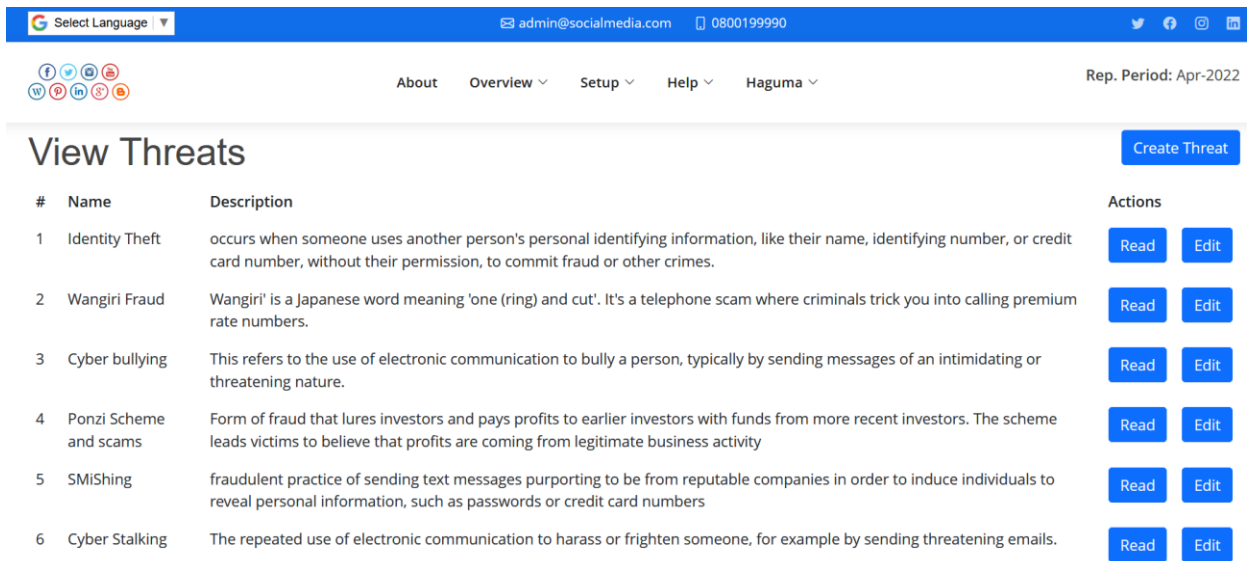 Select Language ▼
admin@socialmedia.com 0800199990
About Overview Setup Help Haguma Rep. Period: Apr-2022
View Threats Create Threat
# Name Description Actions
1 Identity Theft occurs when someone uses another person's personal identifying information, like their name, identifying number, or credit Read Edit
card number, without their permission, to commit fraud or other crimes.
2 Wangiri Fraud Wangiri' is a Japanese word meaning 'one (ring) and cut'. It's a telephone scam where criminals trick you into calling premium Read Edit
rate numbers.
3 Cyber bullying This refers to the use of electronic communication to bully a person, typically by sending messages of an intimidating or Read Edit
threatening nature.
4 Ponzi Scheme Form of fraud that lures investors and pays profits to earlier investors with funds from more recent investors. The scheme Read Edit
and scams leads victims to believe that profits are coming from legitimate business activity
5 SMiShing fraudulent practice of sending text messages purporting to be from reputable companies in order to induce individuals to Read Edit
reveal personal information, such as passwords or credit card numbers
6 Cyber Stalking The repeated use of electronic communication to harass or frighten someone, for example by sending threatening emails. Read Edit